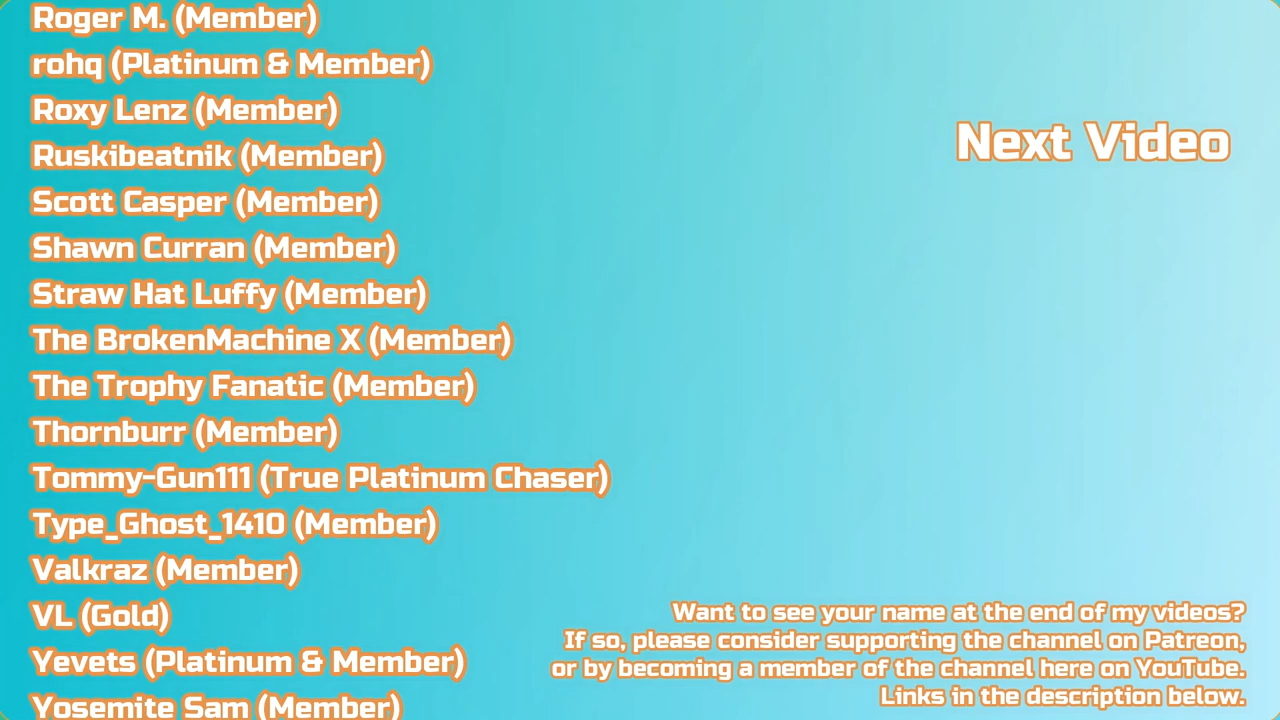 Roger M. (Member)
rohq (Platinum & Member)
Roxy Lenz (Member)
Ruskibeatnik (Member)
Scott Casper (Member)
Shawn Curran (Member)
Straw Hat Luffy (Member)
The BrokenMachine X (Member)
The Trophy Fanatic (Member)
Thornburr (Member)
Tommy-Gun111 (True Platinum Chaser)
Type_Ghost_1410 (Member)
Valkraz (Member)
VL (Gold)
Yevets (Platinum & Member)
Yosemite Sam (Member)
Next Video
Want to see your name at the end of my videos?
If so, please consider supporting the channel on Patreon,
or by becoming a member of the channel here on YouTube.
Links in the description below.